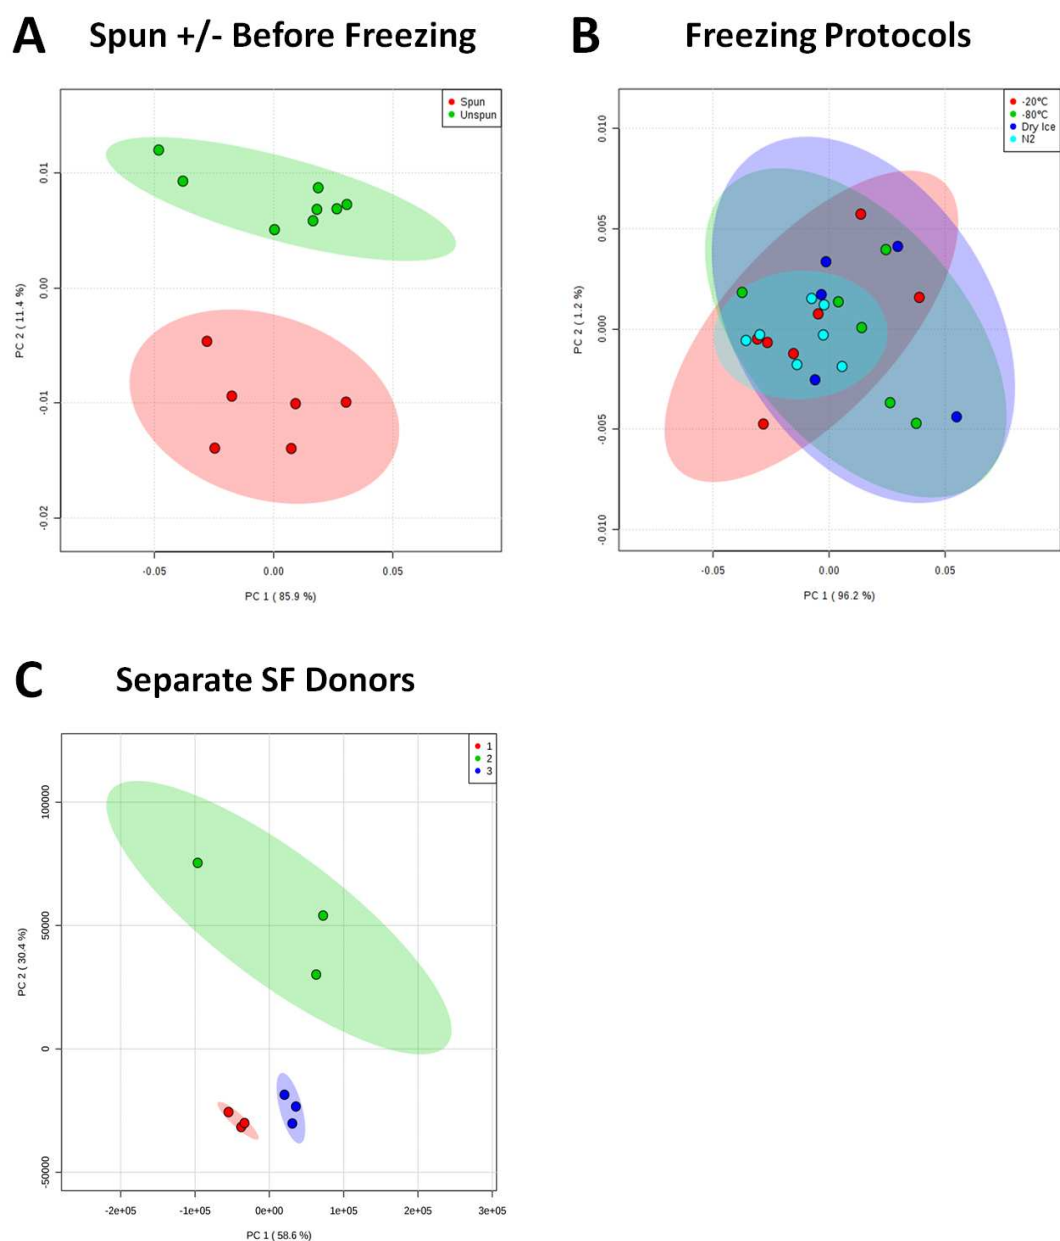 A Spun +/- Before Freezing
Spun
Unspun
0.01
0.00
-0.01
-0.02
PC 2 ( 11.4 %)
-0.05 0.00 0.05
PC 1 ( 85.9 %)
B Freezing Protocols
-20°C
-80°C
Dry Ice
N2
0.010
0.005
0.000
-0.005
-0.010
PC 2 ( 1.2 %)
-0.05 0.00 0.05
PC 1 ( 96.2 %)
C Separate SF Donors
1
2
3
100000
50000
0
-50000
PC 2 ( 30.4 %)
-2e+05 -1e+05 0e+00 1e+05 2e+05 3e+05
PC 1 ( 58.6 %)